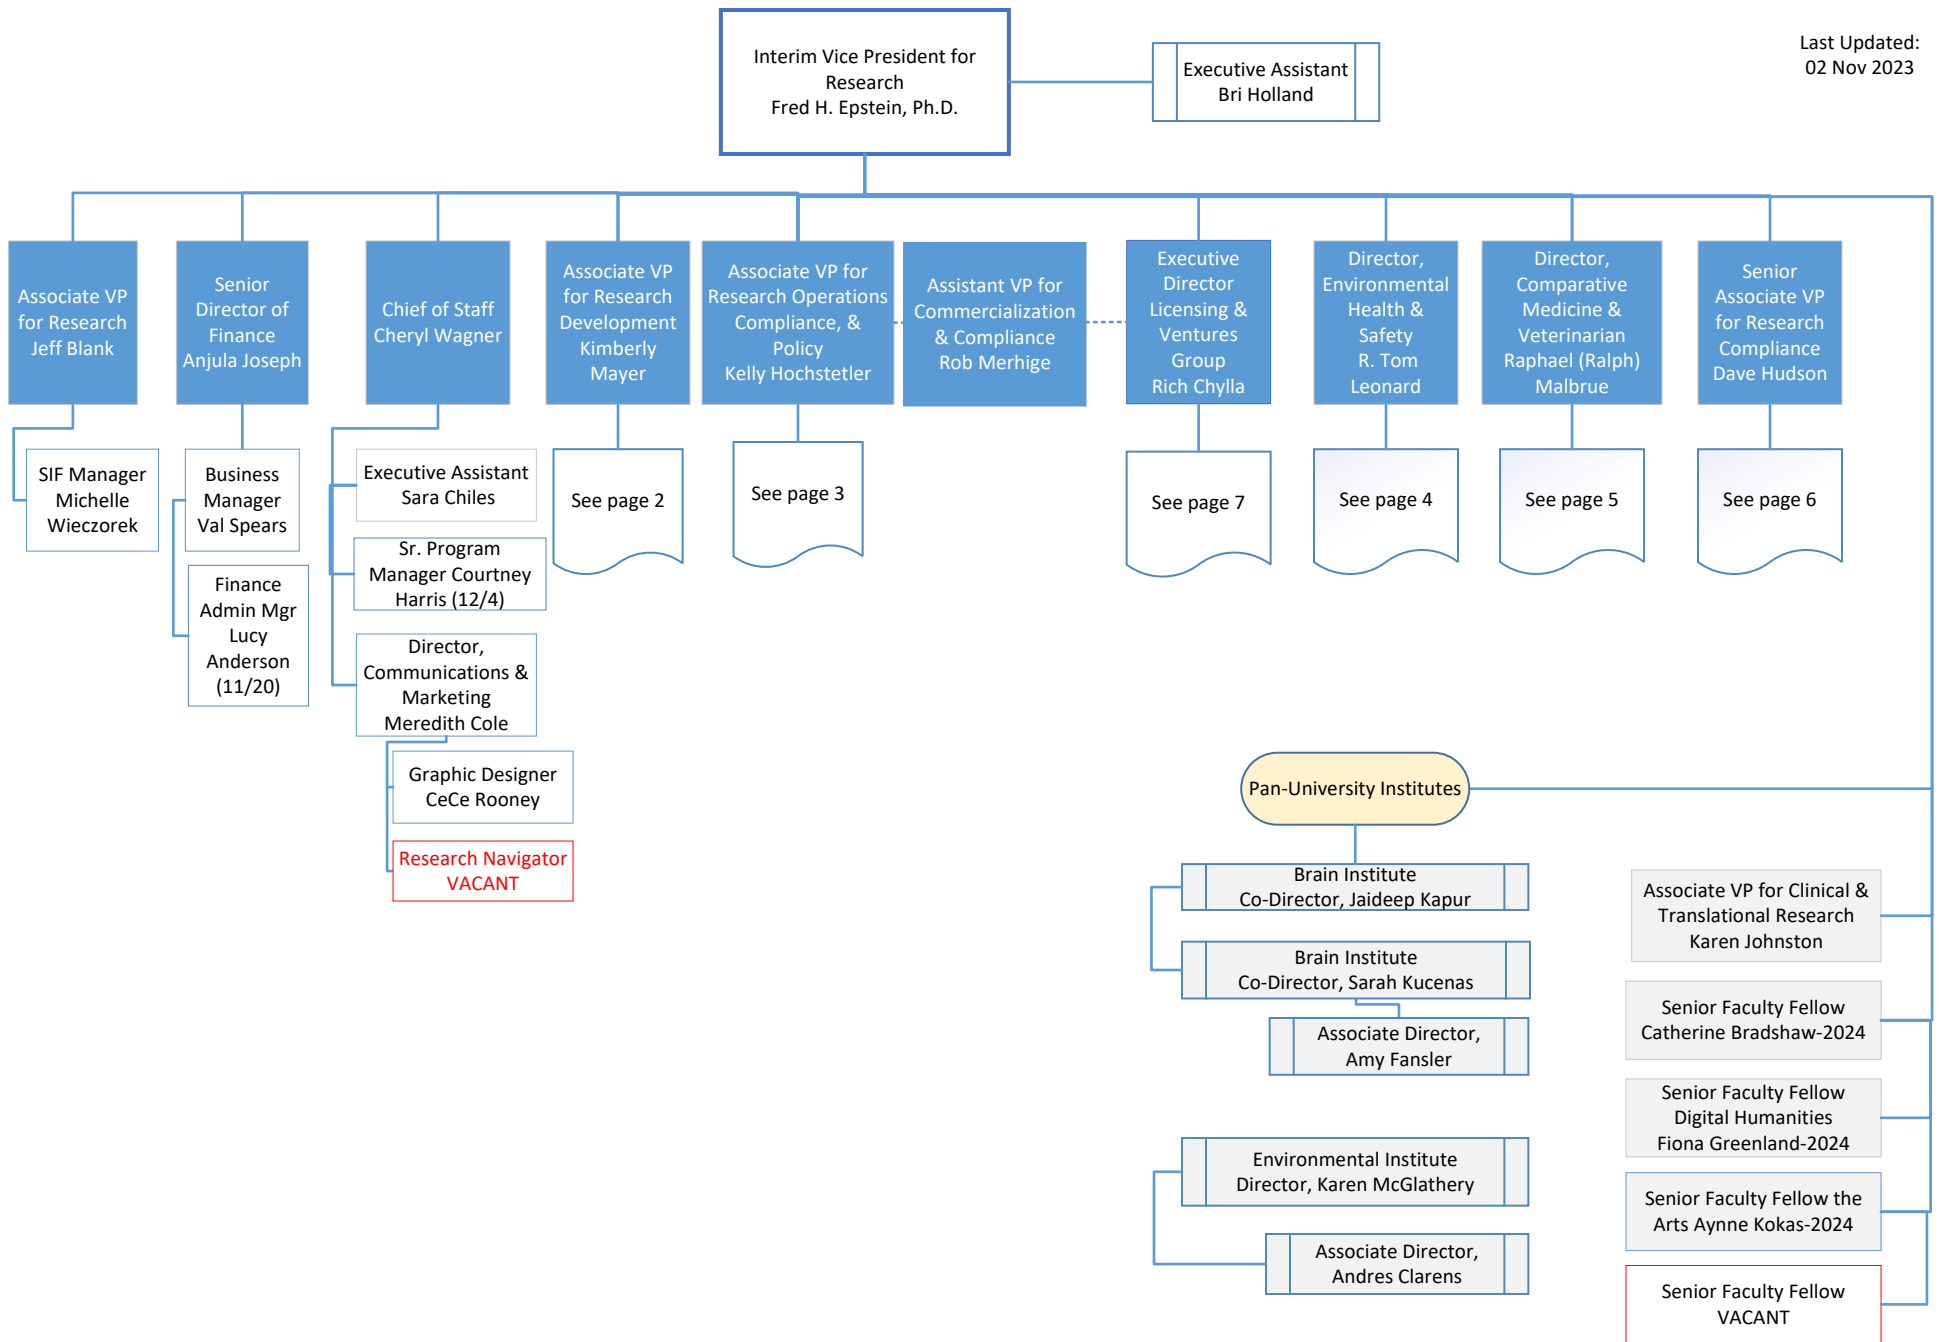 Interim Vice President for
Research
Fred H. Epstein, Ph.D.
Executive Assistant
Bri Holland
Last Updated:
02 Nov 2023
Associate VP
for Research
Jeff Blank
Senior
Director of
Finance
Anjula Joseph
Chief of Staff
Cheryl Wagner
Associate VP
for Research
Development
Kimberly
Mayer
Associate VP for
Research Operations
Compliance, &
Policy
Kelly Hochstetler
Assistant VP for
Commercialization
& Compliance
Rob Merhige
Executive
Director
Licensing &
Ventures
Group
Rich Chylla
Director,
Environmental
Health &
Safety
R. Tom
Leonard
Director,
Comparative
Medicine &
Veterinarian
Raphael (Ralph)
Malbrue
Senior
Associate VP
for Research
Compliance
Dave Hudson
SIF Manager
Michelle
Wieczorek
Business
Manager
Val Spears
Finance
Admin Mgr
Lucy
Anderson
(11/20)
Executive Assistant
Sara Chiles
Sr. Program
Manager Courtney
Harris (12/4)
Director,
Communications &
Marketing
Meredith Cole
Graphic Designer
CeCe Rooney
Research Navigator
VACANT
See page 2
See page 3
See page 7
See page 4
See page 5
See page 6
Pan-University Institutes
Brain Institute
Co-Director, Jaideep Kapur
Brain Institute
Co-Director, Sarah Kucenas
Associate Director,
Amy Fansler
Environmental Institute
Director, Karen McGlathery
Associate Director,
Andres Clarens
Associate VP for Clinical &
Translational Research
Karen Johnston
Senior Faculty Fellow
Catherine Bradshaw-2024
Senior Faculty Fellow
Digital Humanities
Fiona Greenland-2024
Senior Faculty Fellow the
Arts Aynne Kokas-2024
Senior Faculty Fellow
VACANT